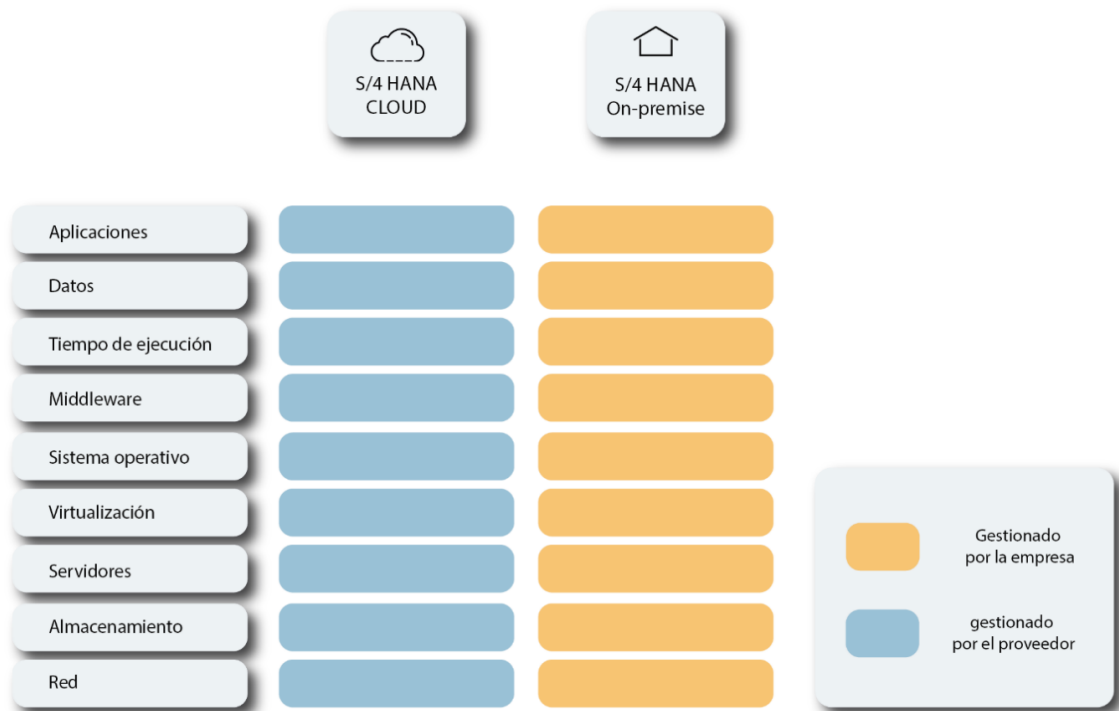 S/4 HANA
CLOUD
S/4 HANA
On-premise
Aplicaciones
Datos
Tiempo de ejecución
Middleware
Sistema operativo
Virtualización
Servidores
Almacenamiento
Red
Gestionado
por la empresa
gestionado
por el proveedor